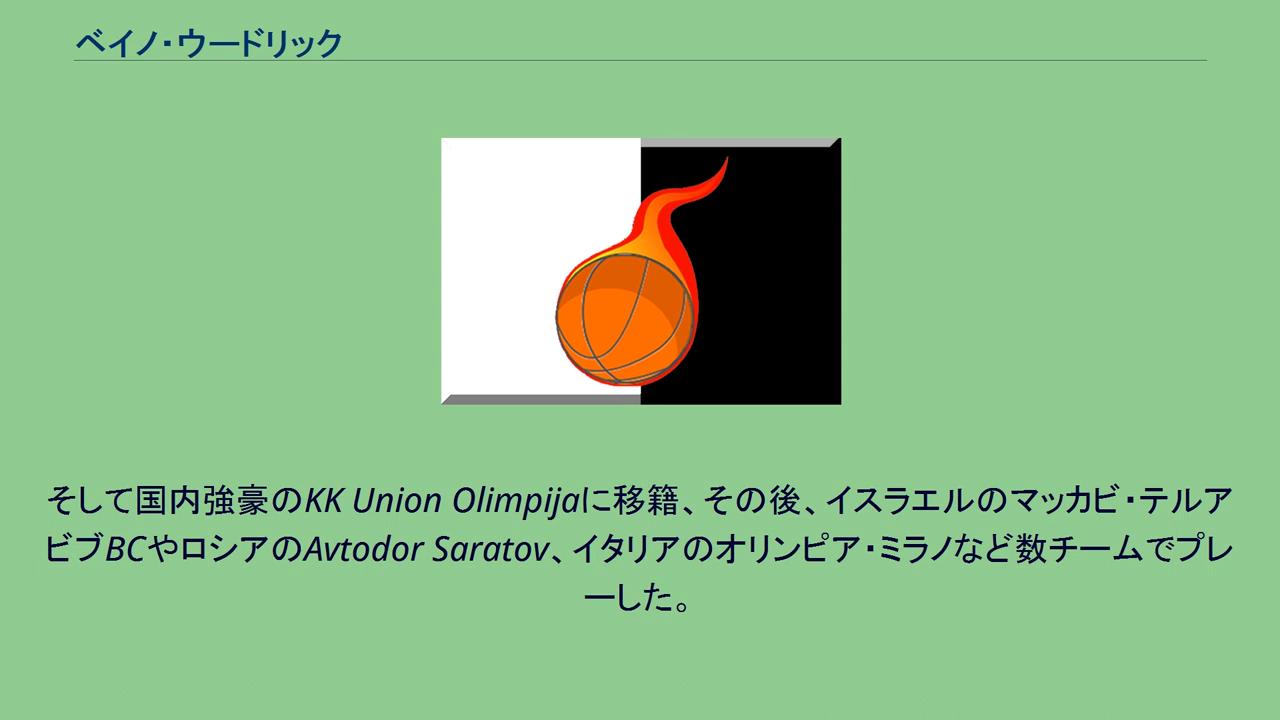 ベイノ・ウードリック
そして国内強豪のKK Union Olimpijaに移籍、その後、イスラエルのマッカビ・テルア
ビブBCやロシアのAvtodor Saratov、イタリアのオリンピア・ミラノなど数チームでプレ
ーした。